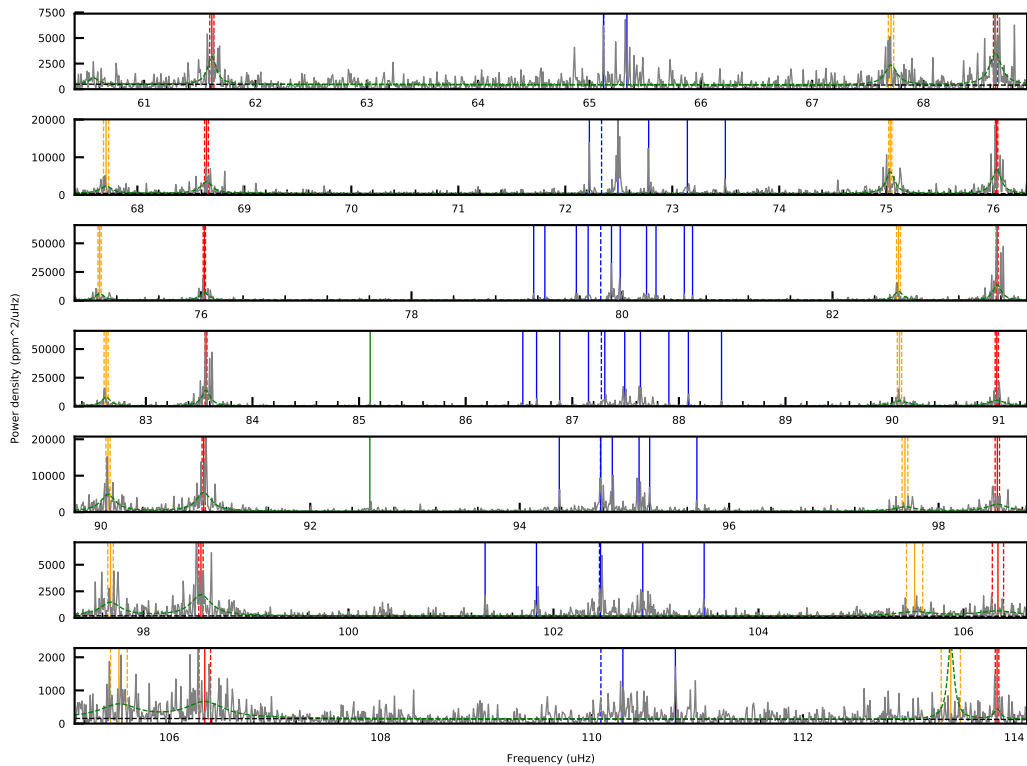 7500
5000
2500
0
61 62 63 64 65 66 67 68
20000
10000
0
68 69 70 71 72 73 74 75 76
50000
25000
0
76 78 80 82
50000
25000
0
83 84 85 86 87 88 89 90 91
20000
10000
0
90 92 94 96 98
5000
2500
0
98 100 102 104 106
2000
1000
0
106 108 110 112 114
Power density (ppm^2/uHz)
Frequency (uHz)